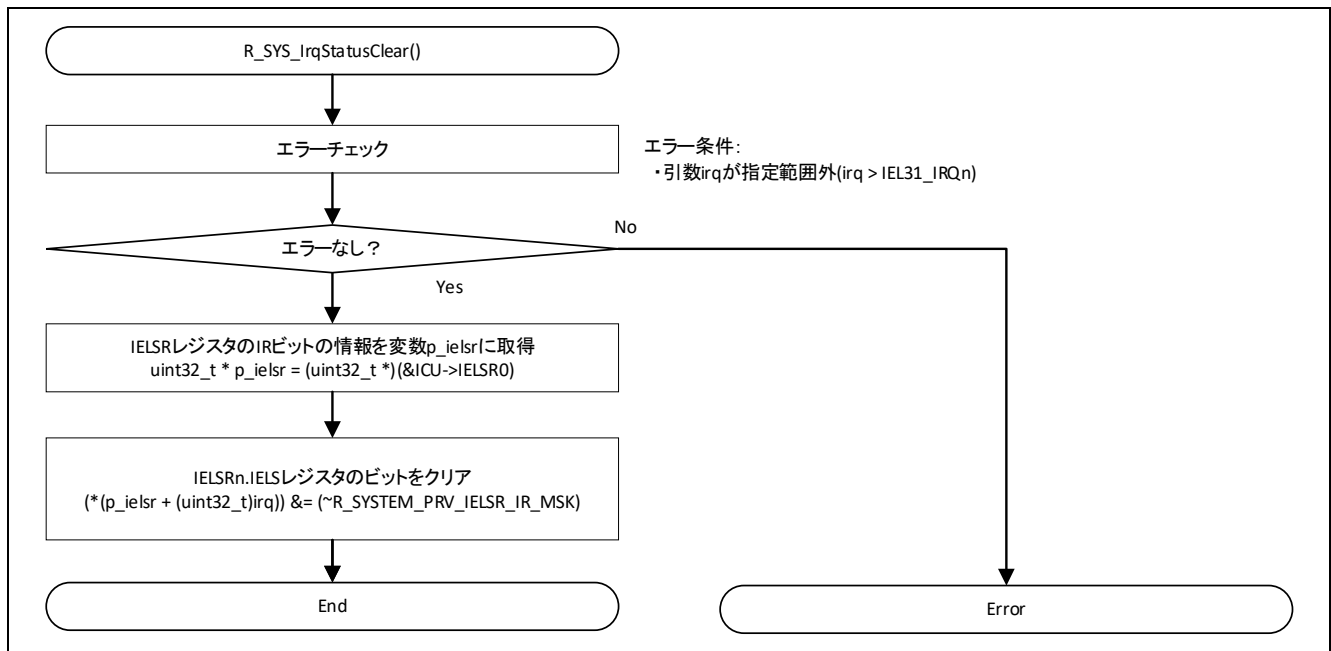 R_SYS_IrqStatusClear()
エラーチェック
エラー条件:
・引数irqが指定範囲外(irq > IEL31_IRQn)
エラーなし？
No
Yes
IELSRレジスタのIRビットの情報を変数p_ielsrに取得
uint32_t * p_ielsr = (uint32_t *)(&ICU->IELSR0)
IELSRn.IELSレジスタのビットをクリア
(*(p_ielsr + (uint32_t)irq)) &= (~R_SYSTEM_PRV_IELSR_IR_MSK)
End
Error